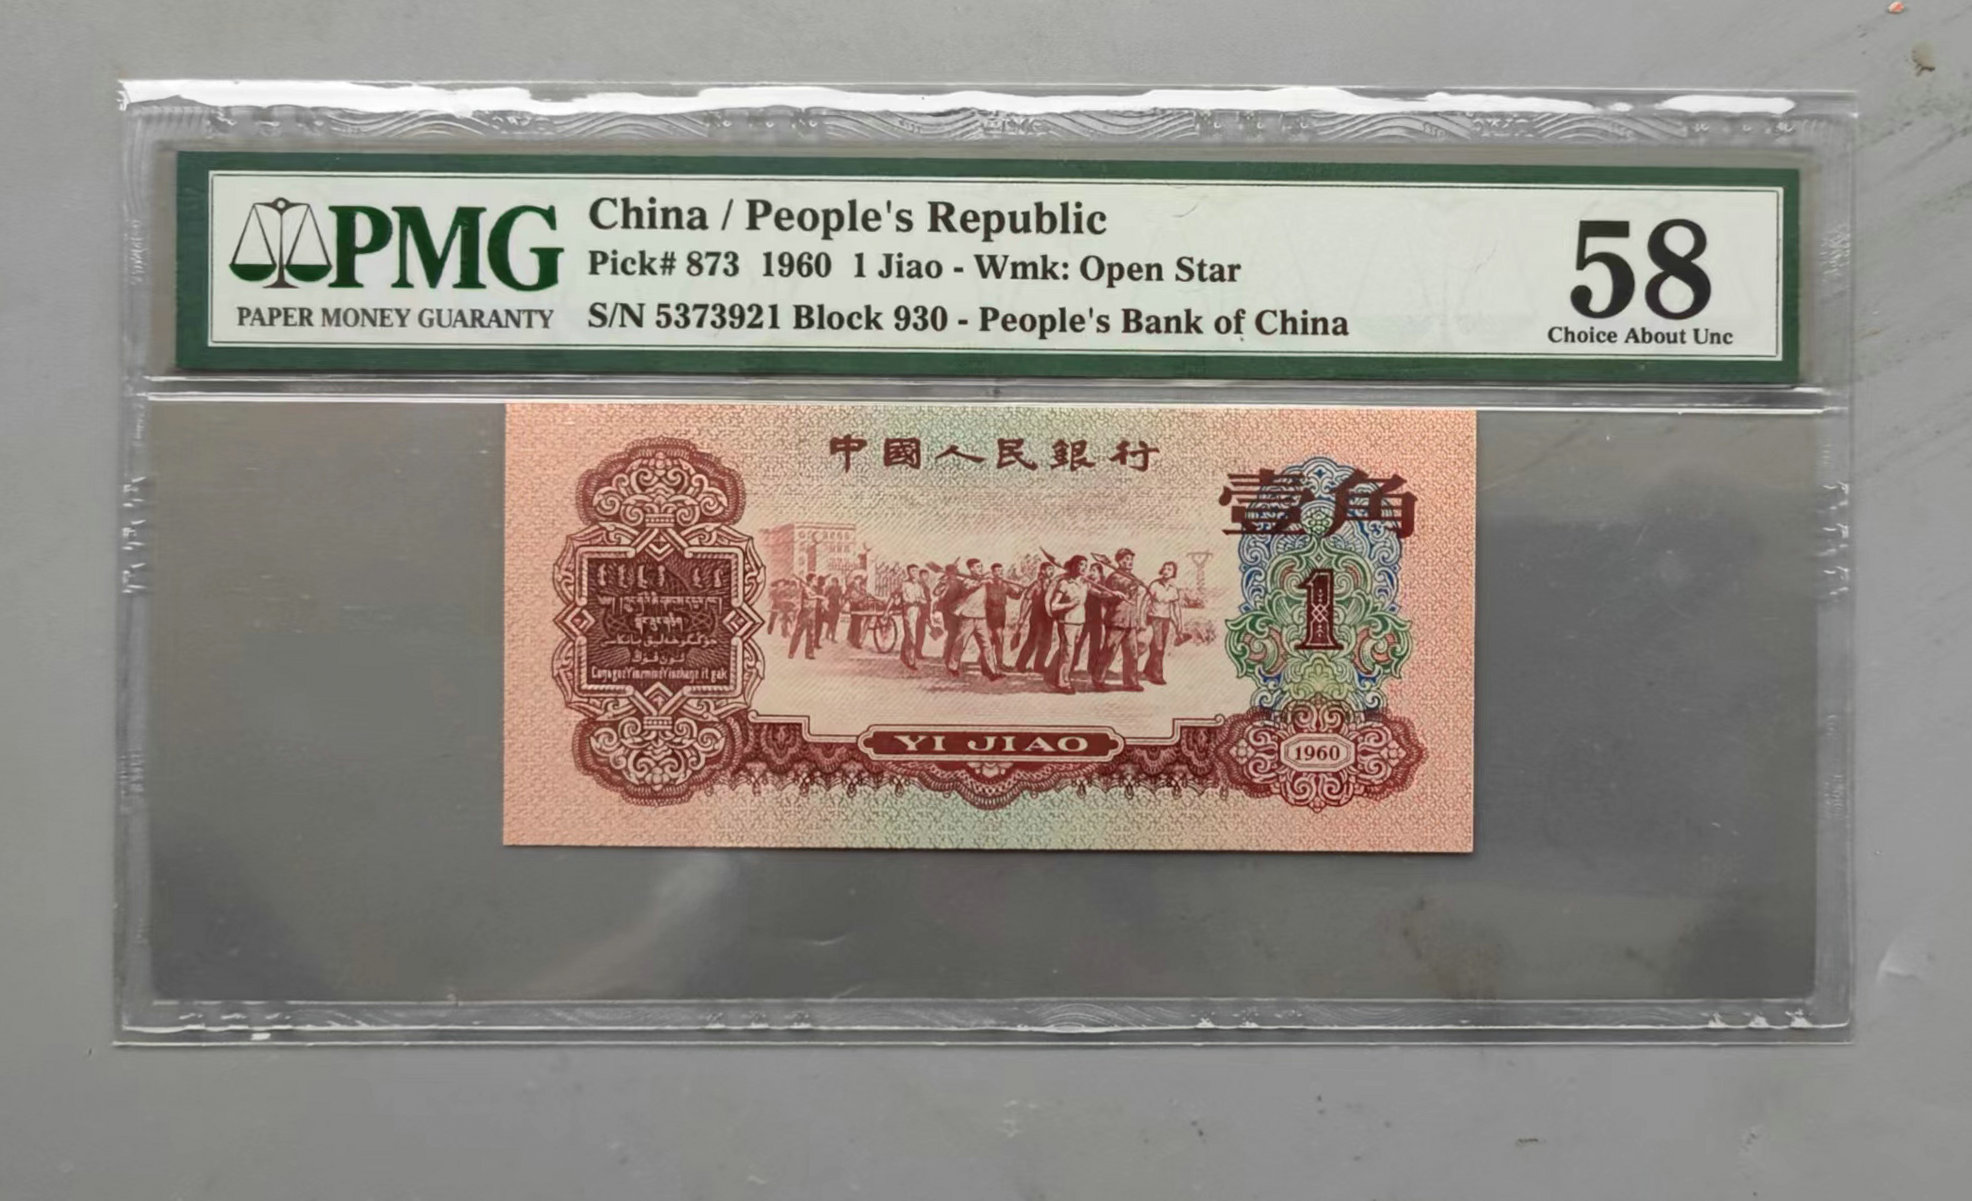 PMG
PAPER MONEY GUARANTY
China / People's Republic
Pick# 873 1960 1 Jiao - Wmk: Open Star
S/N 5373921 Block 930 - People's Bank of China
58
Choice About Unc
中國人民銀行
壹角
1
YI JIAO
1960